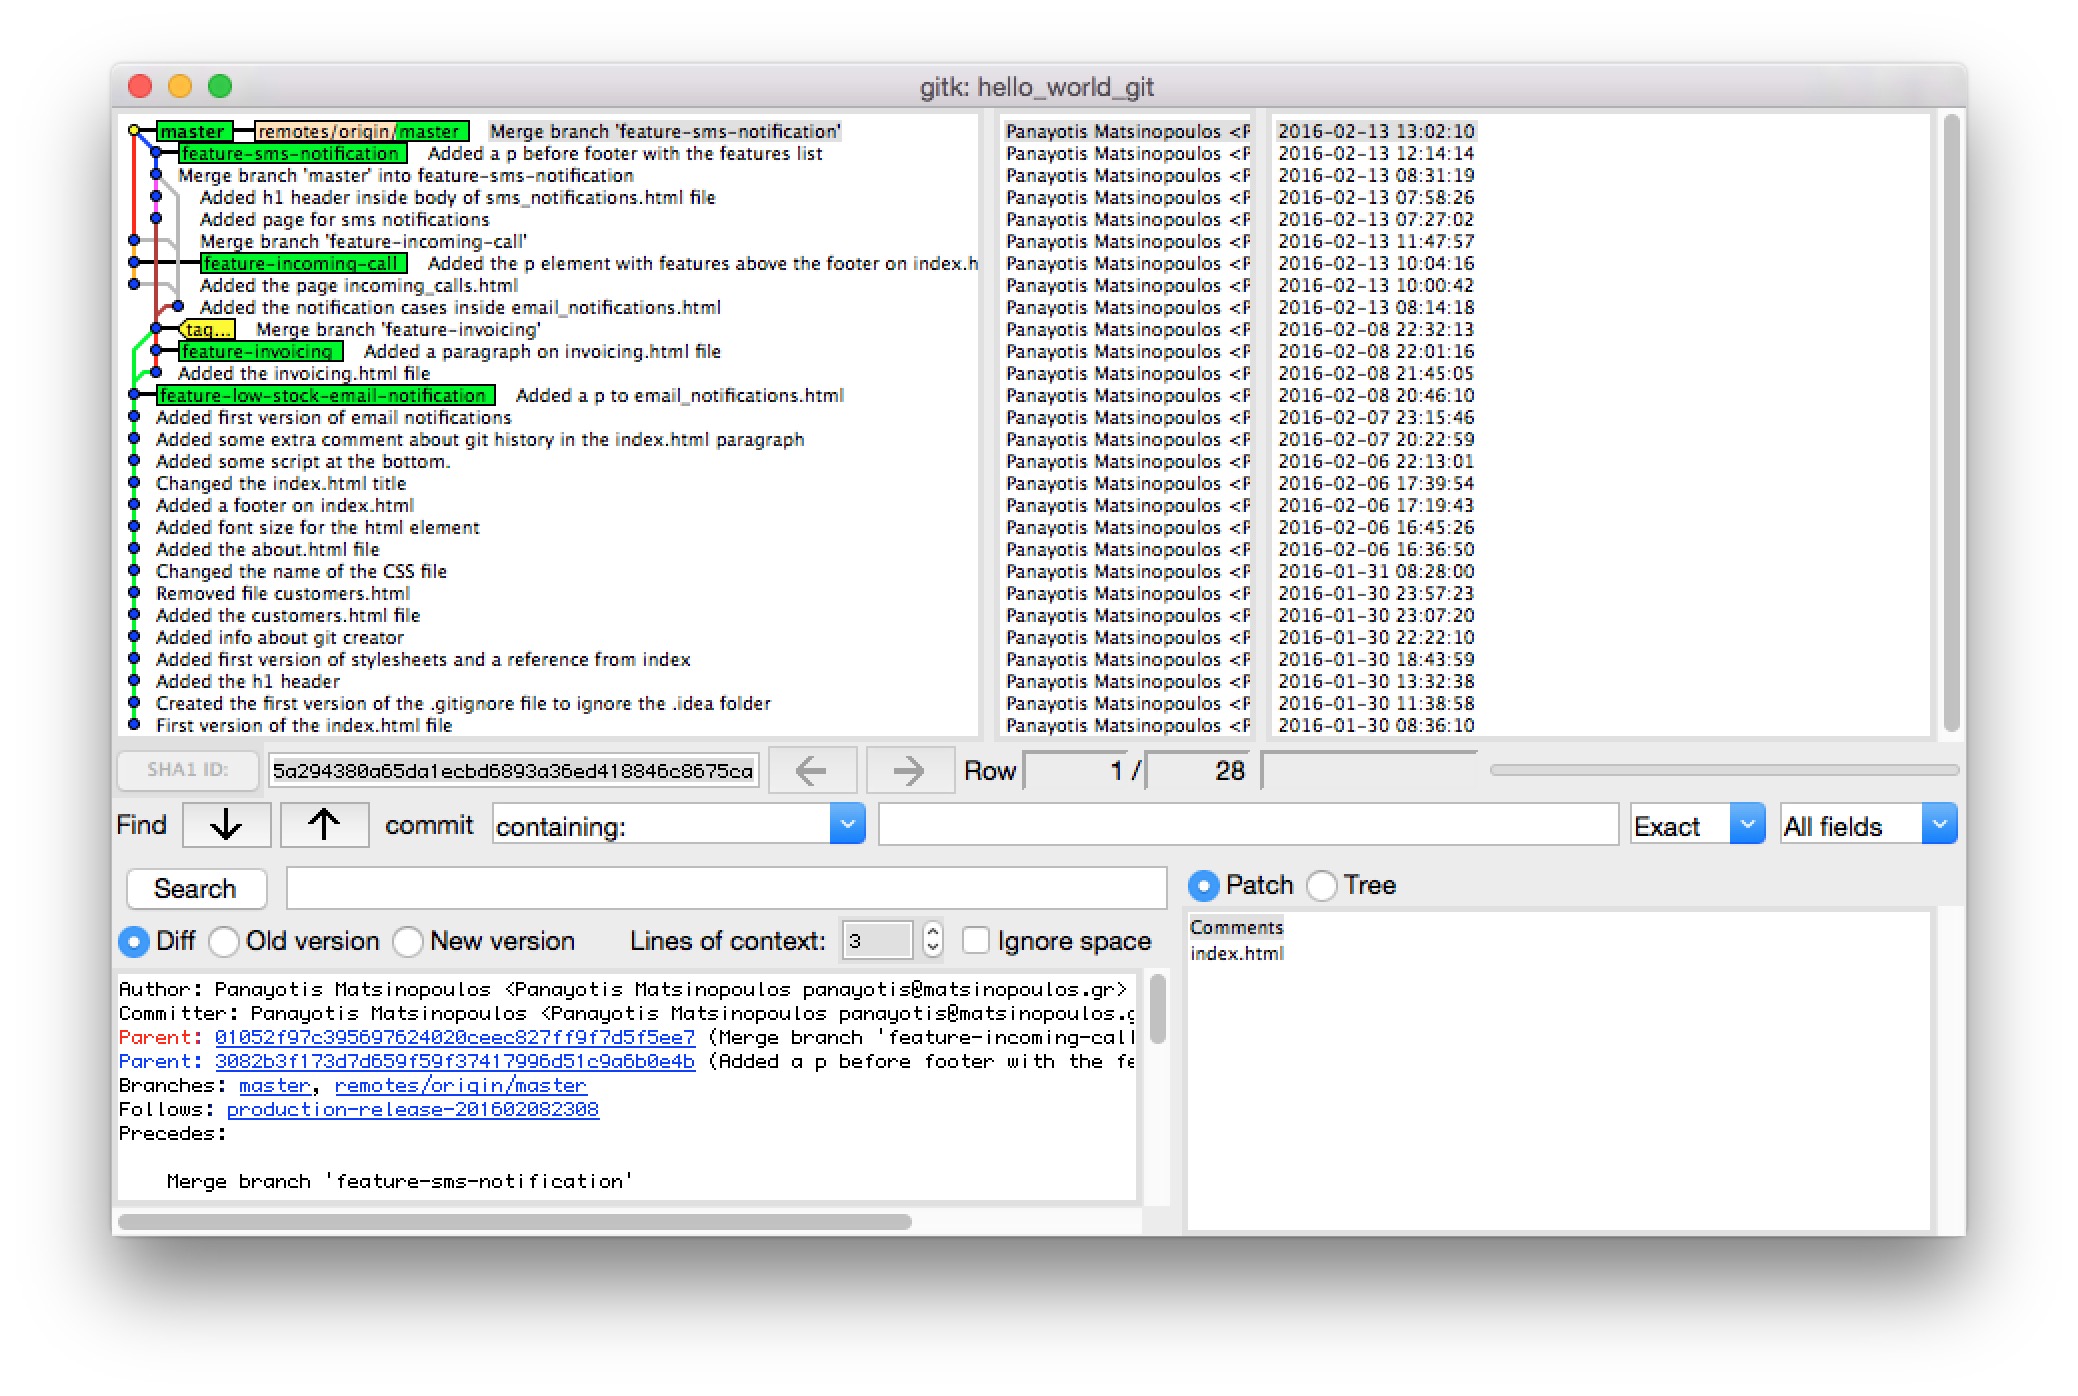 gitk: hello_world_git
master remotes/origin/master Merge branch 'feature-sms-notification' Panayotis Matsinopoulos <P 2016-02-13 13:02:10
feature-sms-notification Added a p before footer with the features list Panayotis Matsinopoulos <P 2016-02-13 12:14:14
Merge branch 'master' into feature-sms-notification Panayotis Matsinopoulos <P 2016-02-13 08:31:19
Added h1 header inside body of sms_notifications.html file Panayotis Matsinopoulos <P 2016-02-13 07:58:26
Added page for sms notifications Panayotis Matsinopoulos <P 2016-02-13 07:27:02
Merge branch 'feature-incoming-call' Panayotis Matsinopoulos <P 2016-02-13 11:47:57
feature-incoming-call Added the p element with features above the footer on index.h Panayotis Matsinopoulos <P 2016-02-13 10:04:16
Added the page incoming_calls.html Panayotis Matsinopoulos <P 2016-02-13 10:00:42
Added the notification cases inside email_notifications.html Panayotis Matsinopoulos <P 2016-02-13 08:14:18
tag... Merge branch 'feature-invoicing' Panayotis Matsinopoulos <P 2016-02-08 22:32:13
feature-invoicing Added a paragraph on invoicing.html file Panayotis Matsinopoulos <P 2016-02-08 22:01:16
Added the invoicing.html file Panayotis Matsinopoulos <P 2016-02-08 21:45:05
feature-low-stock-email-notification Added a p to email_notifications.html Panayotis Matsinopoulos <P 2016-02-08 20:46:10
Added first version of email notifications Panayotis Matsinopoulos <P 2016-02-07 23:15:46
Added some extra comment about git history in the index.html paragraph Panayotis Matsinopoulos <P 2016-02-07 20:22:59
Added some script at the bottom. Panayotis Matsinopoulos <P 2016-02-06 22:13:01
Changed the index.html title Panayotis Matsinopoulos <P 2016-02-06 17:39:54
Added a footer on index.html Panayotis Matsinopoulos <P 2016-02-06 17:19:43
Added font size for the html element Panayotis Matsinopoulos <P 2016-02-06 16:45:26
Added the about.html file Panayotis Matsinopoulos <P 2016-02-06 16:36:50
Changed the name of the CSS file Panayotis Matsinopoulos <P 2016-01-31 08:28:00
Removed file customers.html Panayotis Matsinopoulos <P 2016-01-30 23:57:23
Added the customers.html file Panayotis Matsinopoulos <P 2016-01-30 23:07:20
Added info about git creator Panayotis Matsinopoulos <P 2016-01-30 22:22:10
Added first version of stylesheets and a reference from index Panayotis Matsinopoulos <P 2016-01-30 18:43:59
Added the h1 header Panayotis Matsinopoulos <P 2016-01-30 13:32:38
Created the first version of the .gitignore file to ignore the .idea folder Panayotis Matsinopoulos <P 2016-01-30 11:38:58
First version of the index.html file Panayotis Matsinopoulos <P 2016-01-30 08:36:10
SHA1 ID: 5a294380a65da1ecbd6893a36ed418846c8675ca Row 1 / 28
Find commit containing: Exact All fields
Search
Patch Tree
Diff Old version New version Lines of context: 3 Ignore space
Comments
index.html
Author: Panayotis Matsinopoulos <Panayotis Matsinopoulos panayotis@matsinopoulos.gr>
Committer: Panayotis Matsinopoulos <Panayotis Matsinopoulos panayotis@matsinopoulos.g
Parent: 01052f97c395697624020ceec827ff9f7d5f5ee7 (Merge branch 'feature-incoming-call
Parent: 3082b3f173d7d659f59f37417996d51c9a6b0e4b (Added a p before footer with the fe
Branches: master, remotes/origin/master
Follows: production-release-201602082308
Precedes:
Merge branch 'feature-sms-notification'